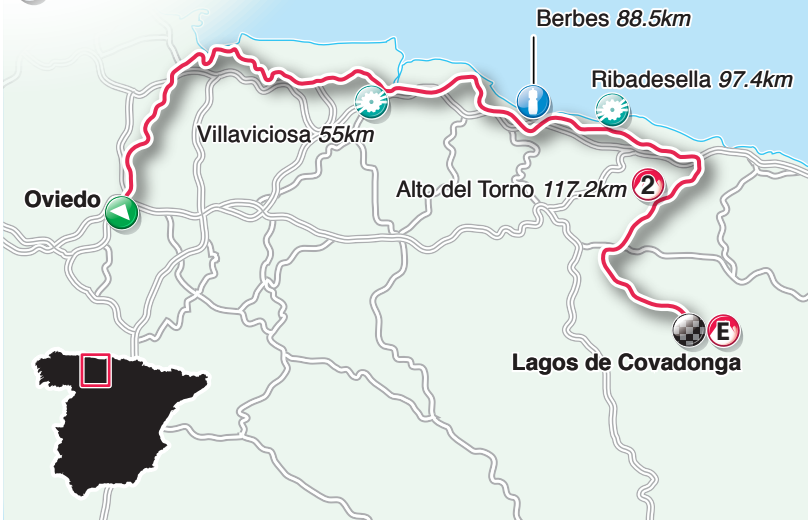 Berbes 88.5km
Ribadesella 97.4km
Villaviciosa 55km
Alto del Torno 117.2km
2
Oviedo
E
Lagos de Covadonga